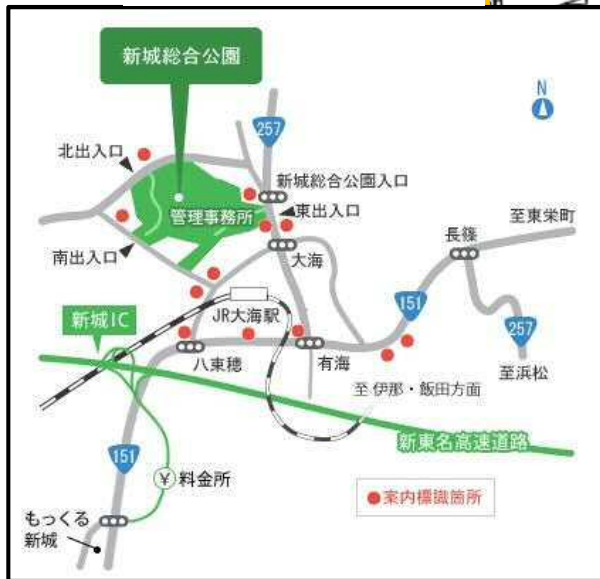 新城総合公園
N
257
北出入口
新城総合公園入口
東出入口
管理事務所
至東栄町
長篠
南出入口
大海
151
新城IC
JR大海駅
257
八束穂
有海
至浜松
至 伊那・飯田方面
新東名高速道路
151
¥ 料金所
案内標識箇所
もっくる
新城